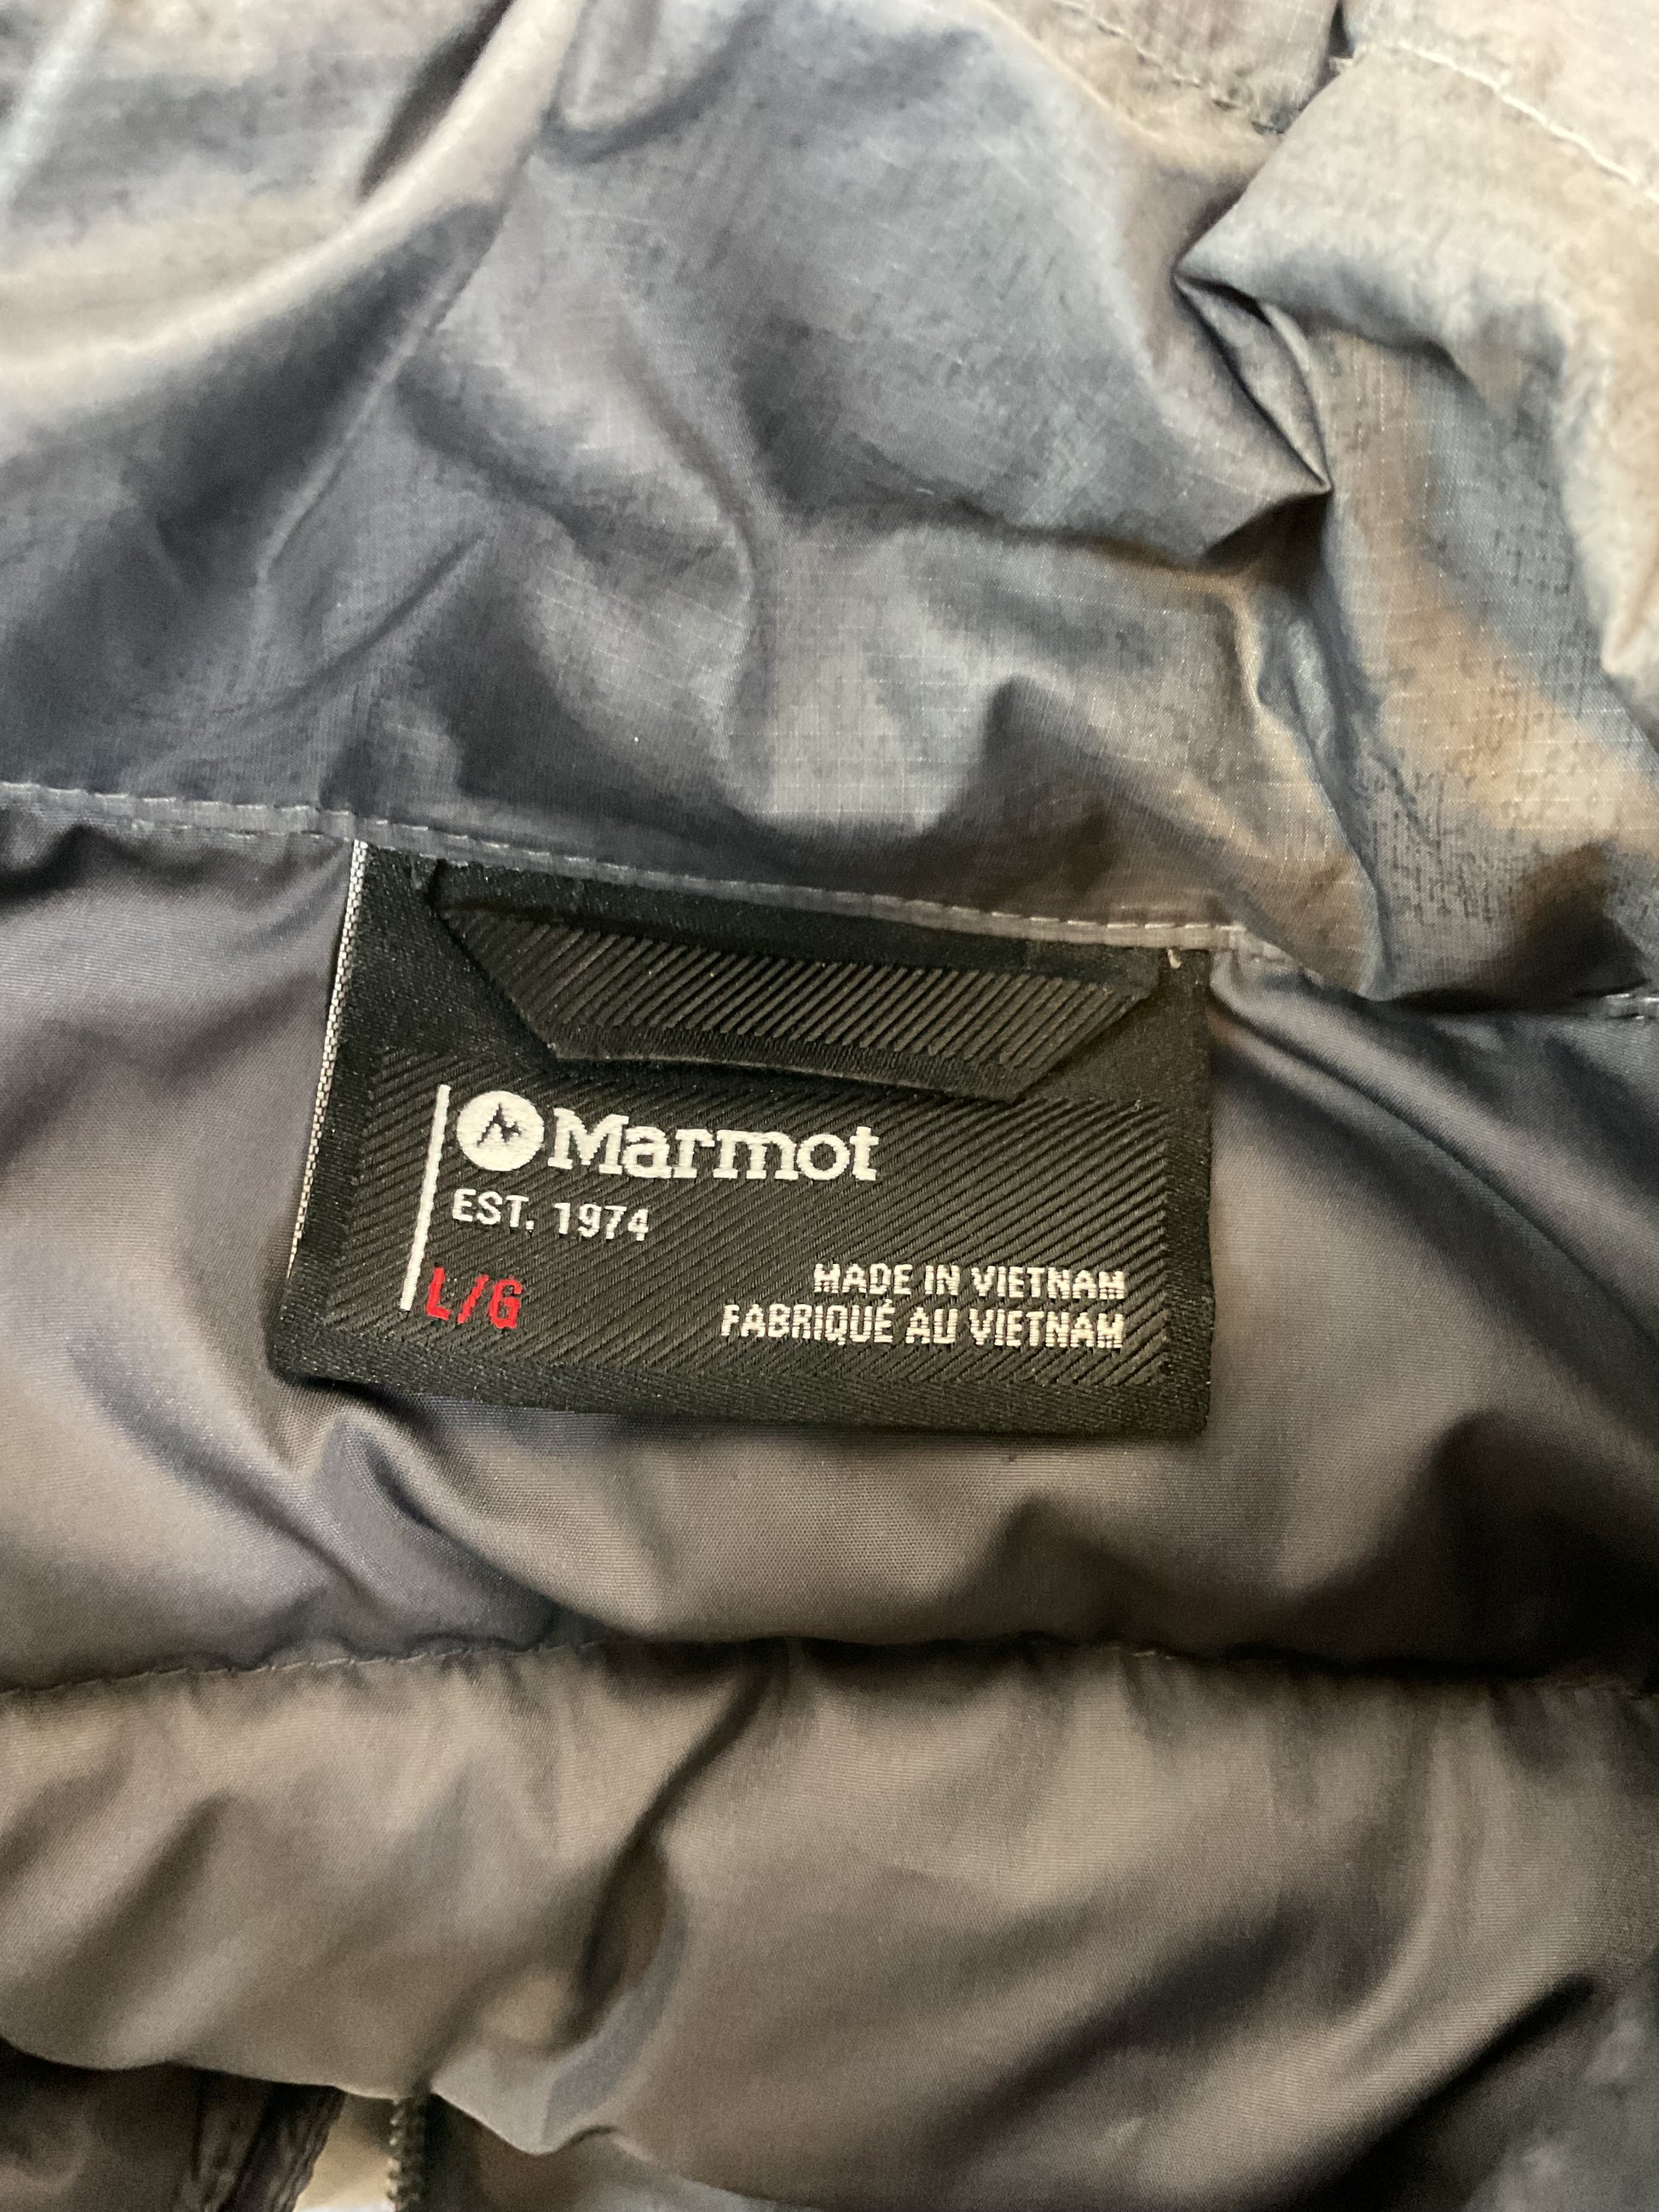 Marmot
EST. 1974
L/G
MADE IN VIETNAM
FABRIQUÉ AU VIETNAM